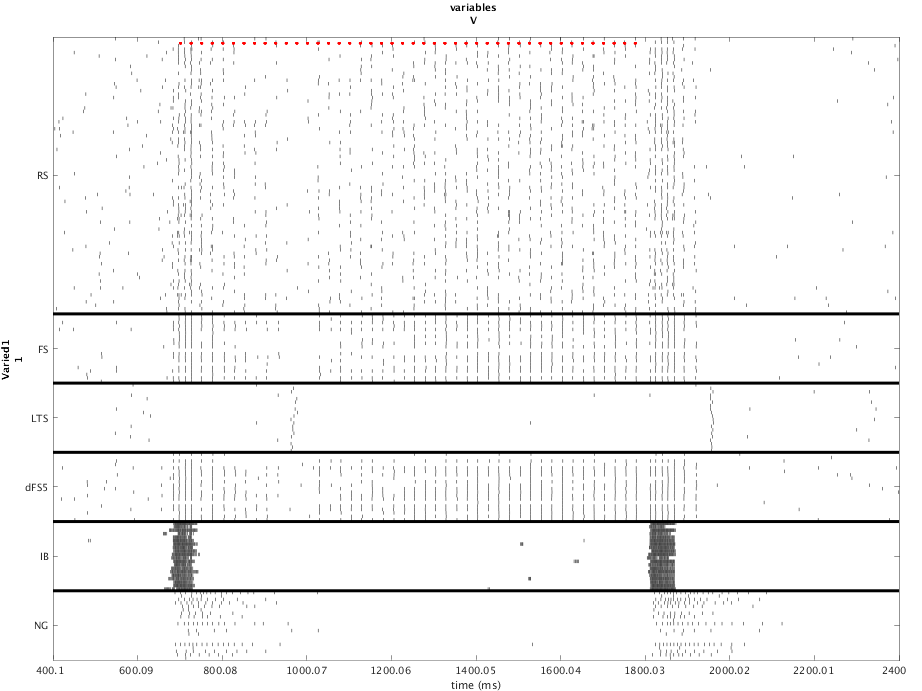 variables
V
RS
FS
LTS
dFS5
IB
NG
Varied1
1
400.1 600.09 800.08 1000.07 1200.06 1400.05 1600.04 1800.03 2000.02 2200.01 2400
time (ms)